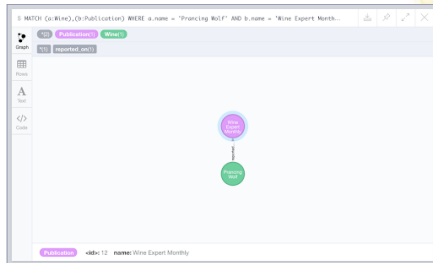 $ MATCH (a:Wine),(b:Publication) WHERE a.name = "Prancing Wolf" AND b.name = "Wine Expert Month…
*(2) Publication(1) Wine(1)
*(1) reported_on(1)
Graph
Rows
A
Text
</>
Code
Wine
Expert
Monthly
Prancing
Wolf
Publication <id>: 12 name: Wine Expert Monthly